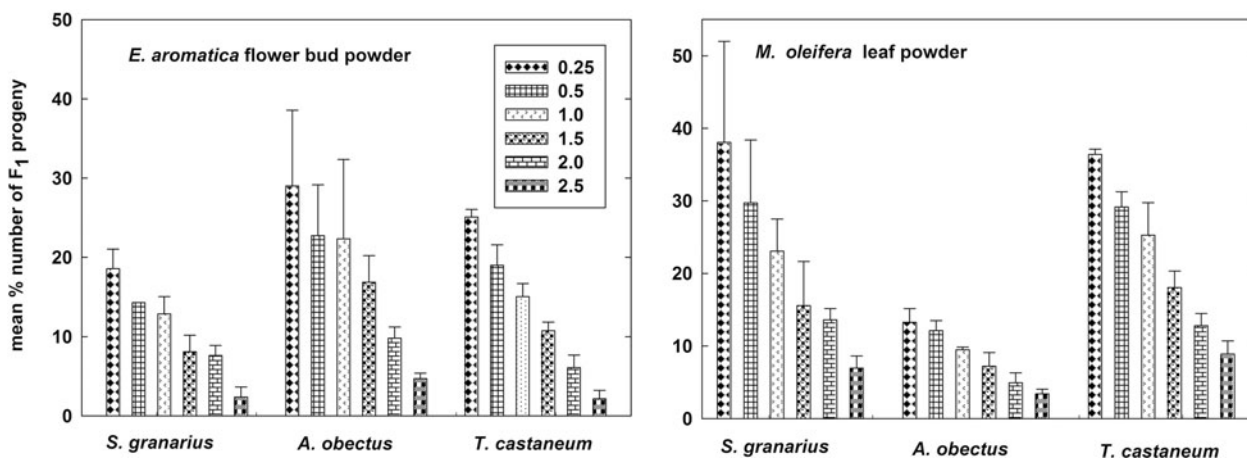 mean % number of F1 progeny
50
40
30
20
10
0
E. aromatica flower bud powder
0.25
0.5
1.0
1.5
2.0
2.5
S. granarius
A. obectus
T. castaneum
50
40
30
20
10
0
M. oleifera leaf powder
S. granarius
A. obectus
T. castaneum